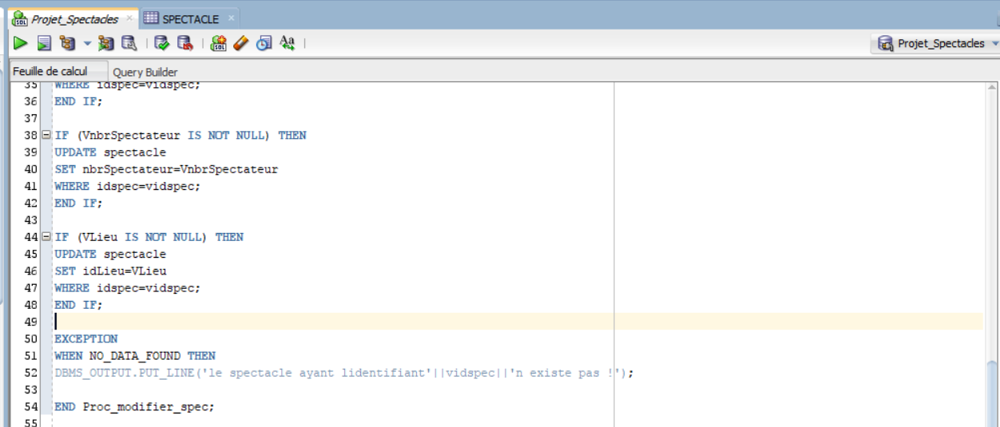 Projet_Spectacles
SPECTACLE
Projet_Spectacles
Feuille de calcul Query Builder
35 WHERE idspec=vidspec;
36 END IF;
37
38 IF (VnbrSpectateur IS NOT NULL) THEN
39 UPDATE spectacle
40 SET nbrSpectateur=VnbrSpectateur
41 WHERE idspec=vidspec;
42 END IF;
43
44 IF (VLieu IS NOT NULL) THEN
45 UPDATE spectacle
46 SET idLieu=VLieu
47 WHERE idspec=vidspec;
48 END IF;
49
50 EXCEPTION
51 WHEN NO_DATA_FOUND THEN
52 DBMS_OUTPUT.PUT_LINE('le spectacle ayant lidentifiant'||vidspec||'n existe pas !');
53
54 END Proc_modifier_spec;
55